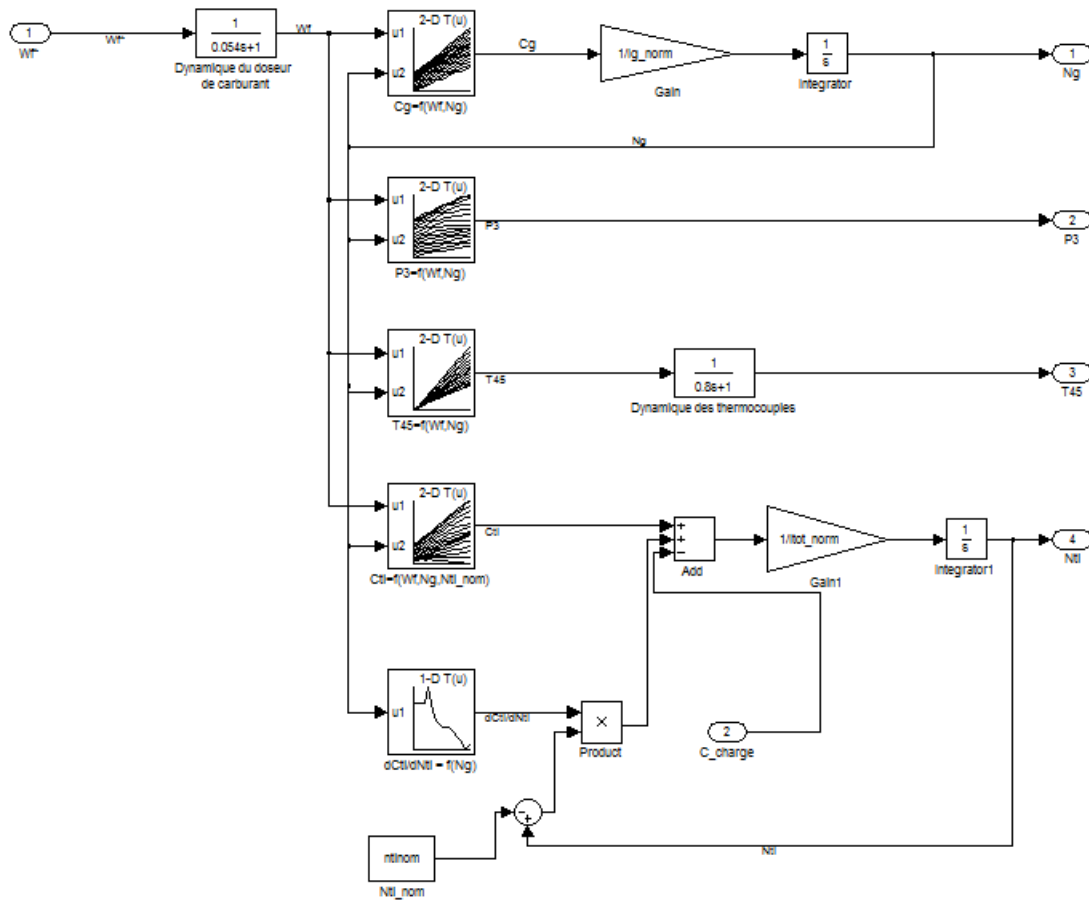 1
Wf*
Wf*
1
0.054s+1
Dynamique du doseur
de carburant
Wf
2-D T(u)
u1
u2
Cg=f(Wf,Ng)
Cg
1/Ig_norm
Gain
1
s
Integrator
1
Ng
Ng
2-D T(u)
u1
u2
P3=f(Wf,Ng)
P3
2
P3
2-D T(u)
u1
u2
T45=f(Wf,Ng)
T45
1
0.8s+1
Dynamique des thermocouples
3
T45
2-D T(u)
u1
u2
Ctl=f(Wf,Ng,Ntl_nom)
Ctl
+
+
−
Add
1/Itot_norm
Gain1
1
s
Integrator1
4
Ntl
1-D T(u)
u1
dCtl/dNtl = f(Ng)
dCtl/dNtl
×
Product
2
C_charge
−
+
Ntl
ntlnom
Ntl_nom